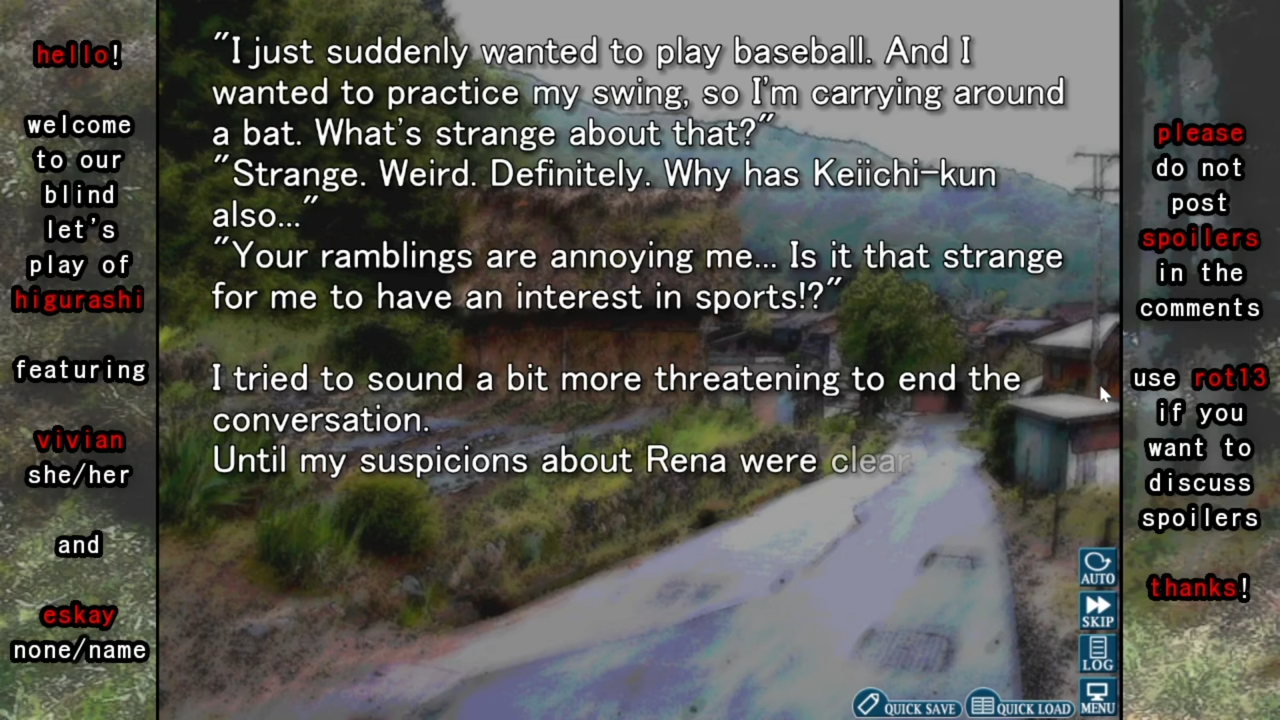 hello!
welcome
to our
blind
let's
play of
higurashi
featuring
vivian
she/her
and
eskay
none/name
"I just suddenly wanted to play baseball. And I
wanted to practice my swing, so I'm carrying around
a bat. What's strange about that?"
"Strange. Weird. Definitely. Why has Keiichi-kun
also..."
"Your ramblings are annoying me... Is it that strange
for me to have an interest in sports!?"
I tried to sound a bit more threatening to end the
conversation.
Until my suspicions about Rena were clear
AUTO
SKIP
LOG
MENU
QUICK SAVE
QUICK LOAD
please
do not
post
spoilers
in the
comments
use rot13
if you
want to
discuss
spoilers
thanks!